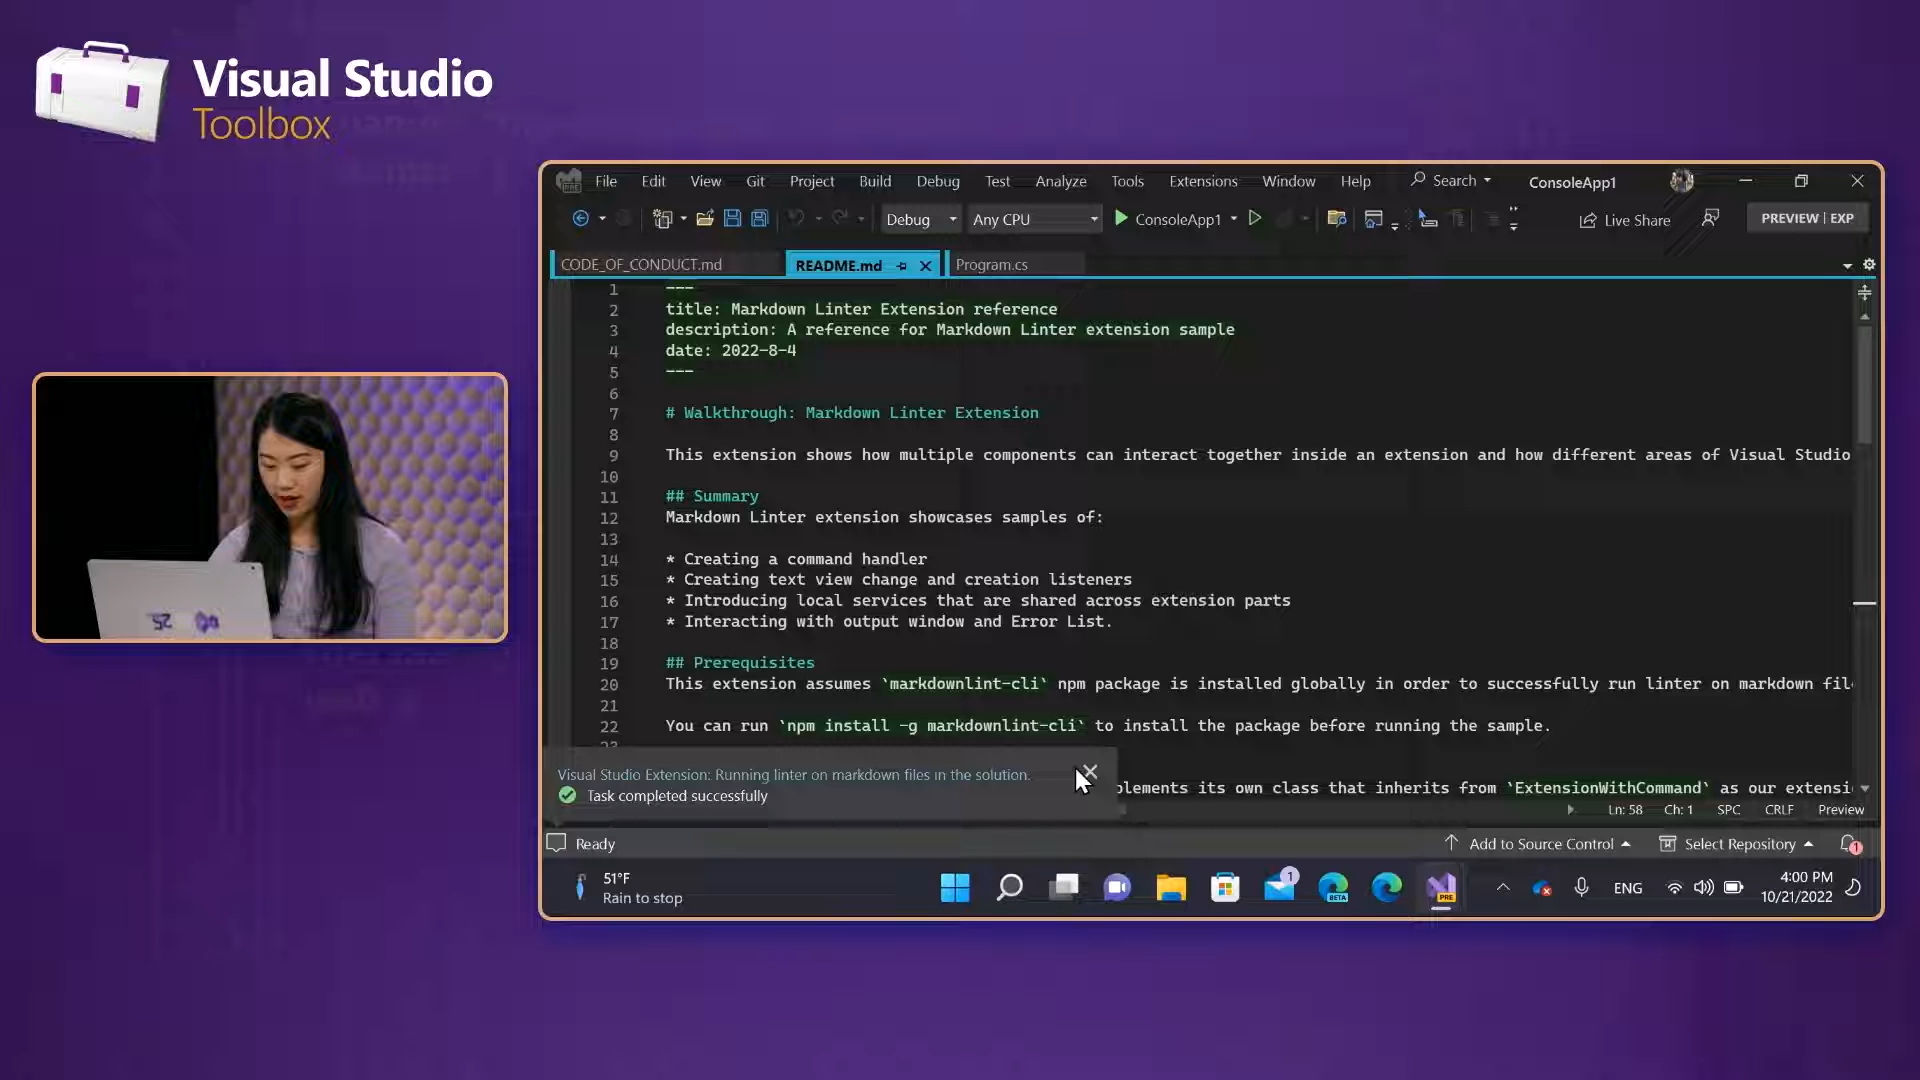 Visual Studio
Toolbox
File Edit View Git Project Build Debug Test Analyze Tools Extensions Window Help Search ConsoleApp1
Debug Any CPU ConsoleApp1 Live Share PREVIEW | EXP
CODE_OF_CONDUCT.md README.md Program.cs
1 ---
2 title: Markdown Linter Extension reference
3 description: A reference for Markdown Linter extension sample
4 date: 2022-8-4
5 ---
6
7 # Walkthrough: Markdown Linter Extension
8
9 This extension shows how multiple components can interact together inside an extension and how different areas of Visual Studio
10
11 ## Summary
12 Markdown Linter extension showcases samples of:
13
14 * Creating a command handler
15 * Creating text view change and creation listeners
16 * Introducing local services that are shared across extension parts
17 * Interacting with output window and Error List.
18
19 ## Prerequisites
20 This extension assumes `markdownlint-cli` npm package is installed globally in order to successfully run linter on markdown fil
21
22 You can run `npm install -g markdownlint-cli` to install the package before running the sample.
23
Visual Studio Extension: Running linter on markdown files in the solution.
plements its own class that inherits from `ExtensionWithCommand` as our extensi
Task completed successfully
Ln: 58 Ch: 1 SPC CRLF Preview
Ready Add to Source Control Select Repository 1
51°F
Rain to stop
1
BETA
PRE
ENG
4:00 PM
10/21/2022